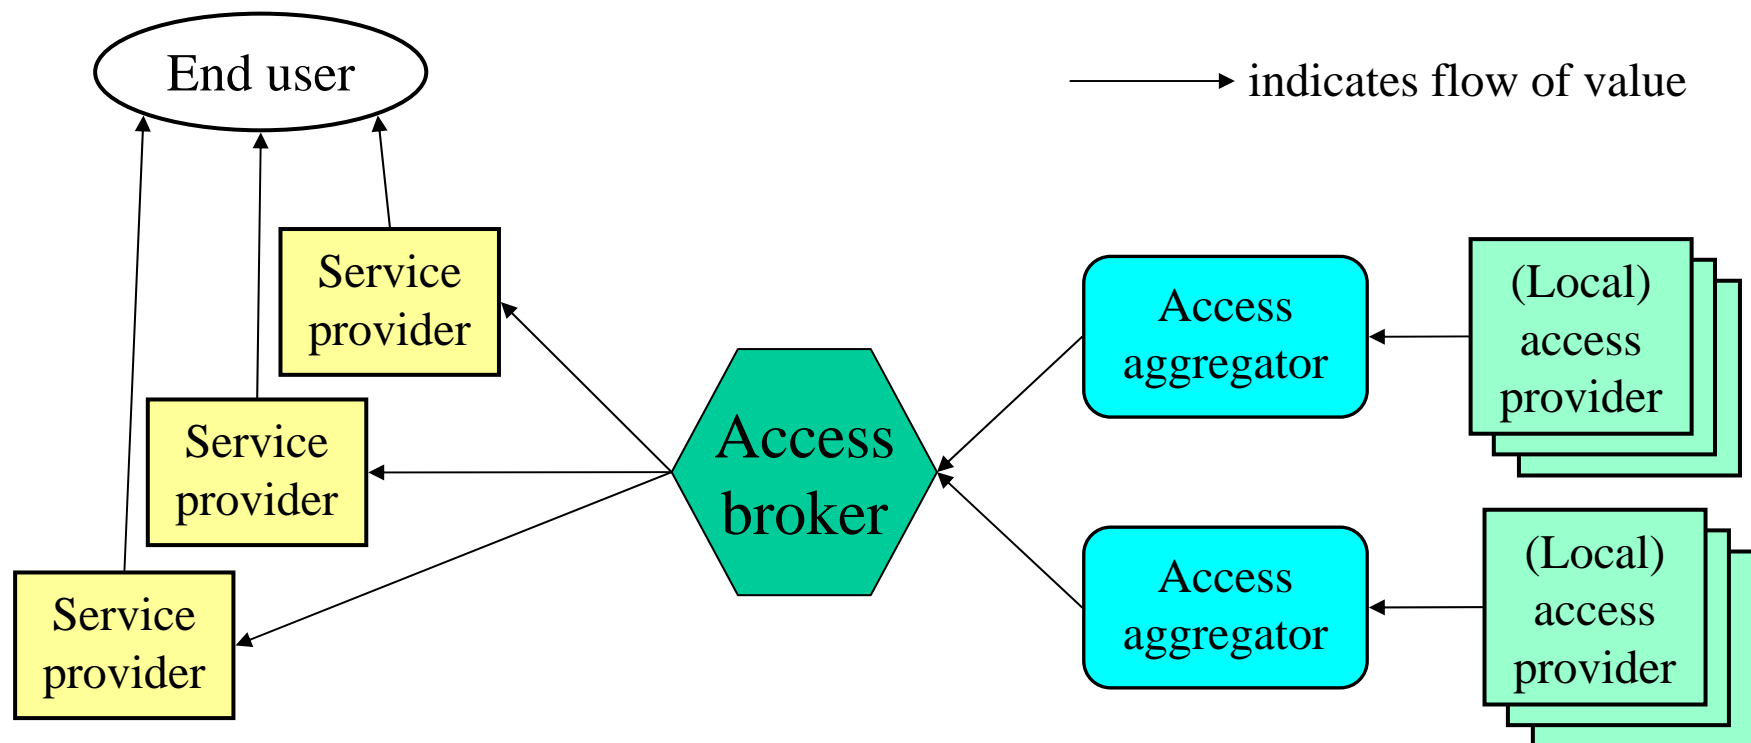 End user
indicates flow of value
Service
provider
Service
provider
Service
provider
Access
broker
Access
aggregator
Access
aggregator
(Local)
access
provider
(Local)
access
provider